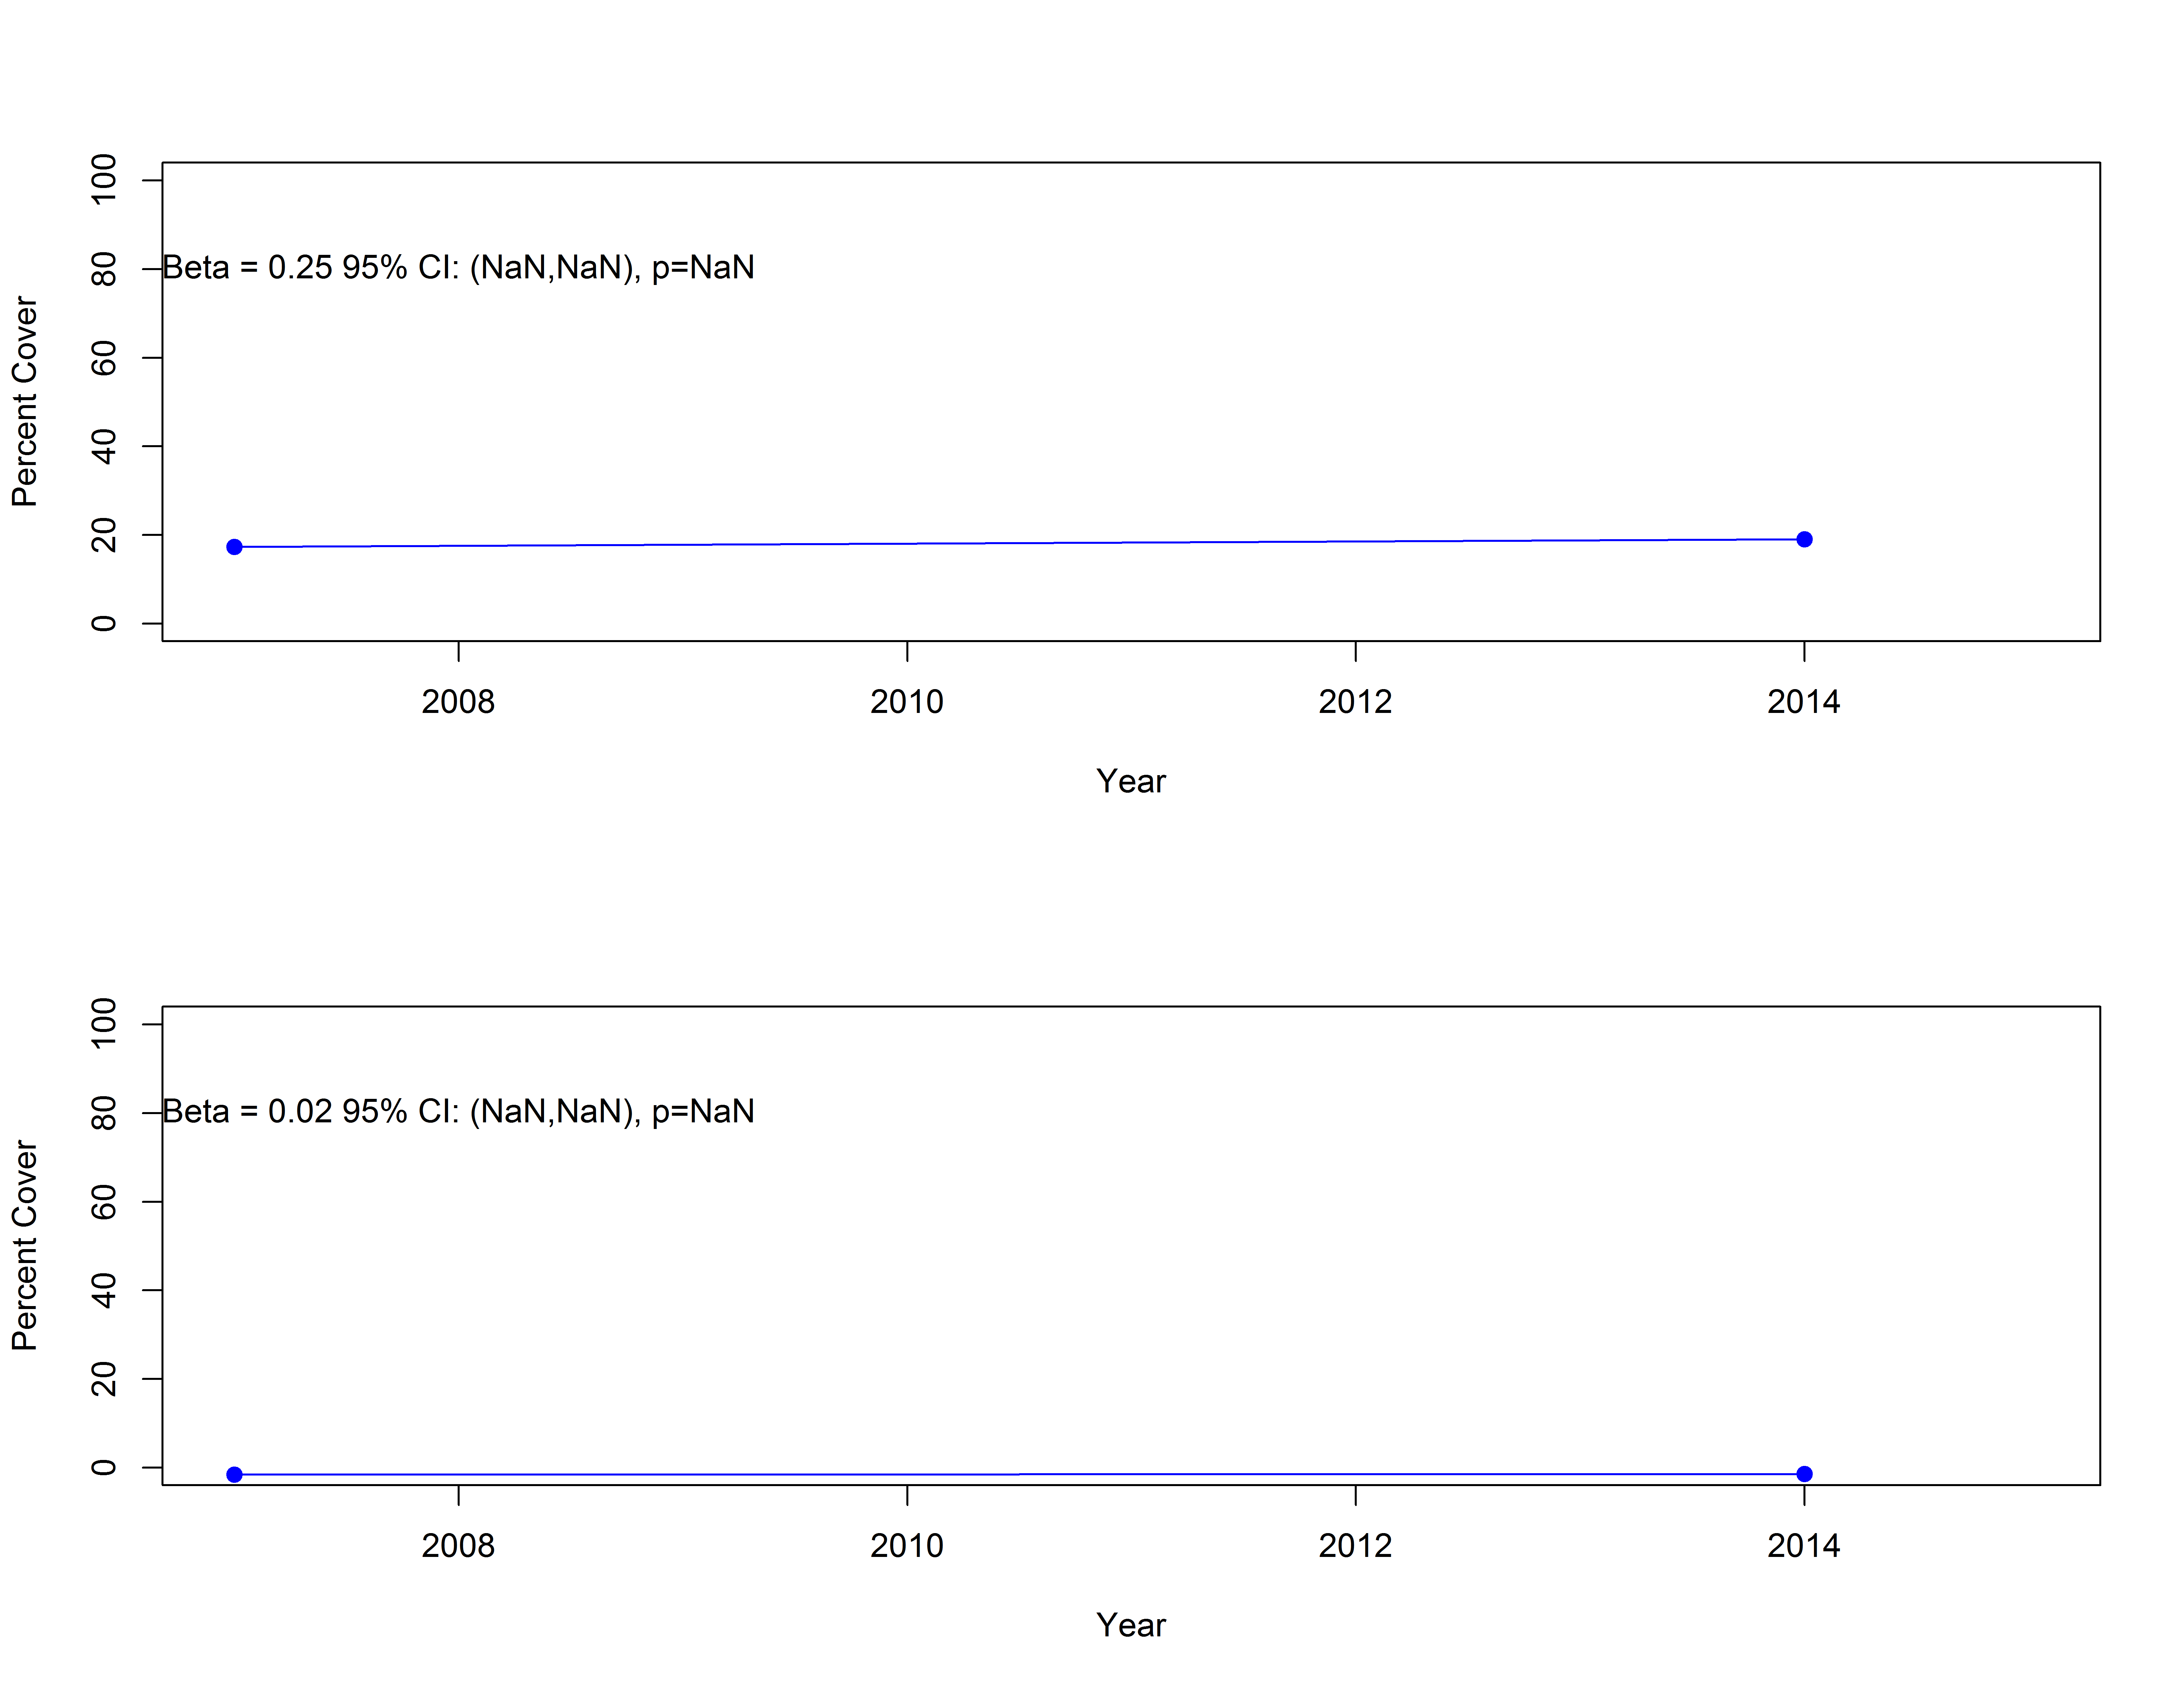 100
80
60
40
20
0
Percent Cover
Beta = 0.25 95% CI: (NaN,NaN), p=NaN
2008 2010 2012 2014
Year
100
80
60
40
20
0
Percent Cover
Beta = 0.02 95% CI: (NaN,NaN), p=NaN
2008 2010 2012 2014
Year